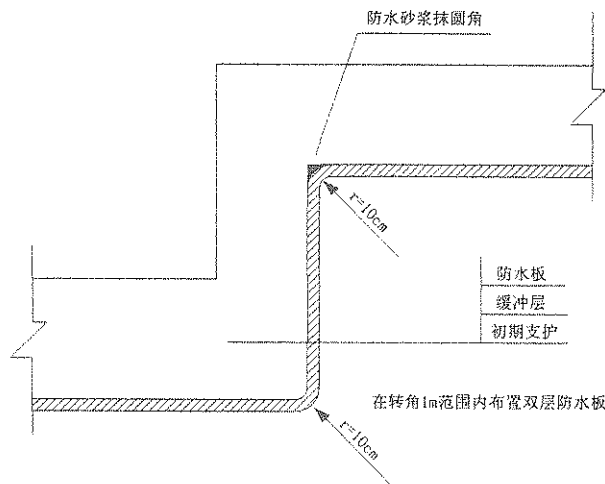 防水砂浆抹圆角
r=10cm
防水板
缓冲层
初期支护
在转角1m范围内布置双层防水板
r=10cm